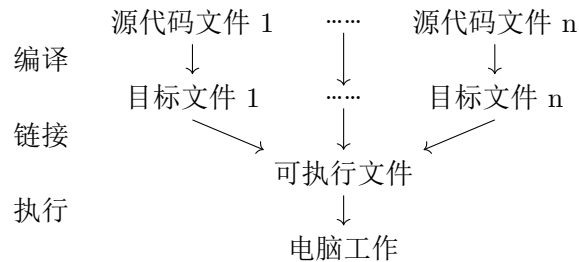 源代码文件 1 …… 源代码文件 n
编译
目标文件 1 …… 目标文件 n
链接
可执行文件
执行
电脑工作